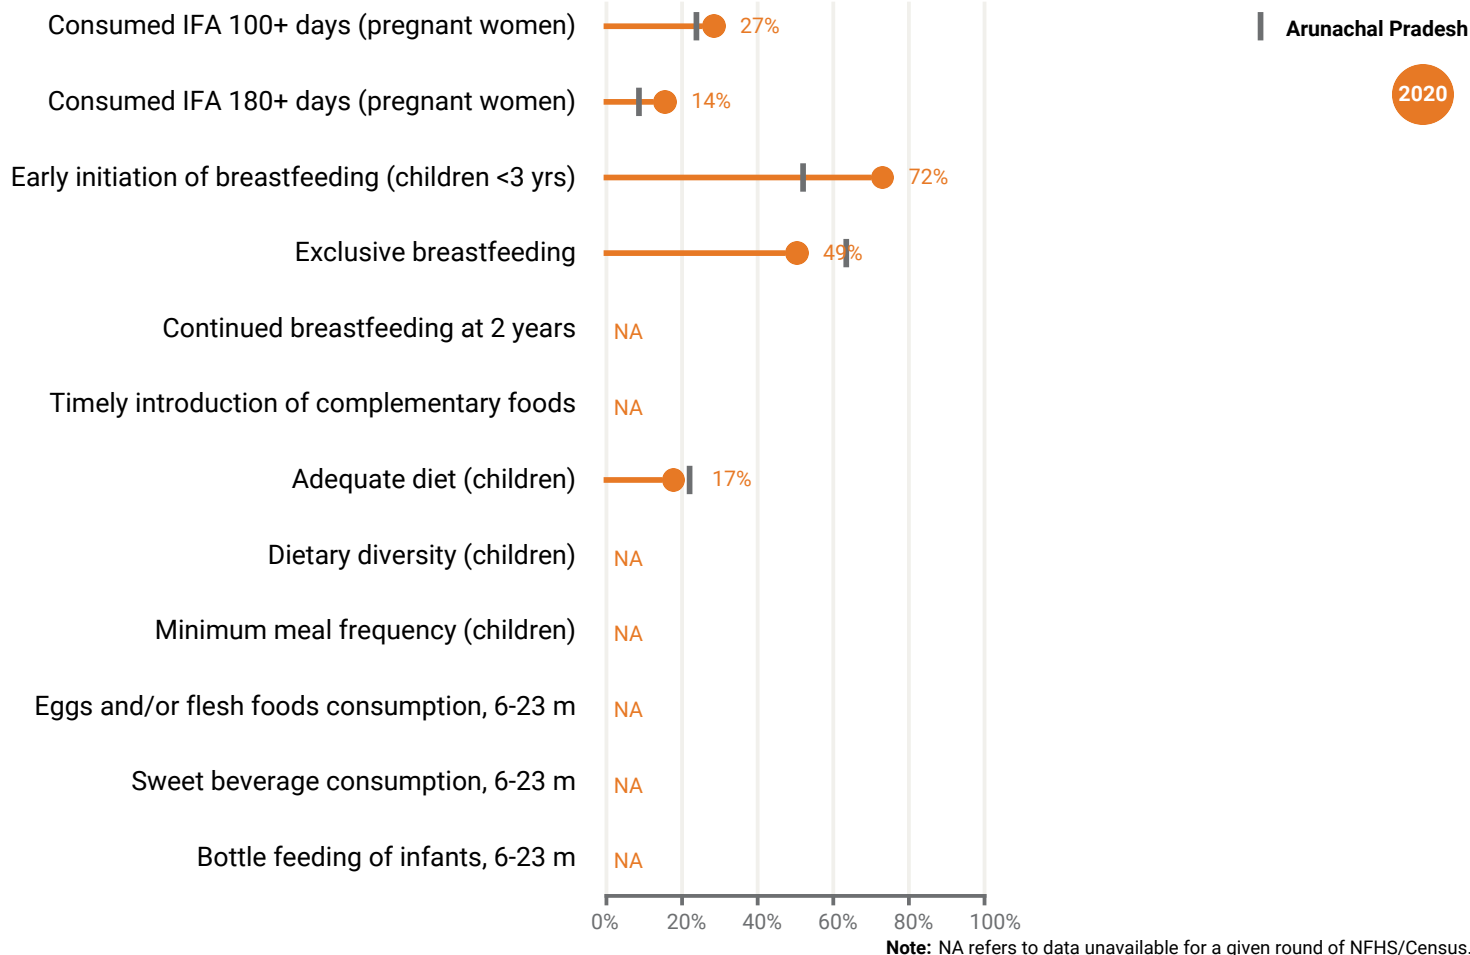 Consumed IFA 100+ days (pregnant women) 27%
Arunachal Pradesh
2020
Consumed IFA 180+ days (pregnant women) 14%
Early initiation of breastfeeding (children <3 yrs) 72%
Exclusive breastfeeding 49%
Continued breastfeeding at 2 years NA
Timely introduction of complementary foods NA
Adequate diet (children) 17%
Dietary diversity (children) NA
Minimum meal frequency (children) NA
Eggs and/or flesh foods consumption, 6-23 m NA
Sweet beverage consumption, 6-23 m NA
Bottle feeding of infants, 6-23 m NA
0% 20% 40% 60% 80% 100%
Note: NA refers to data unavailable for a given round of NFHS/Census.